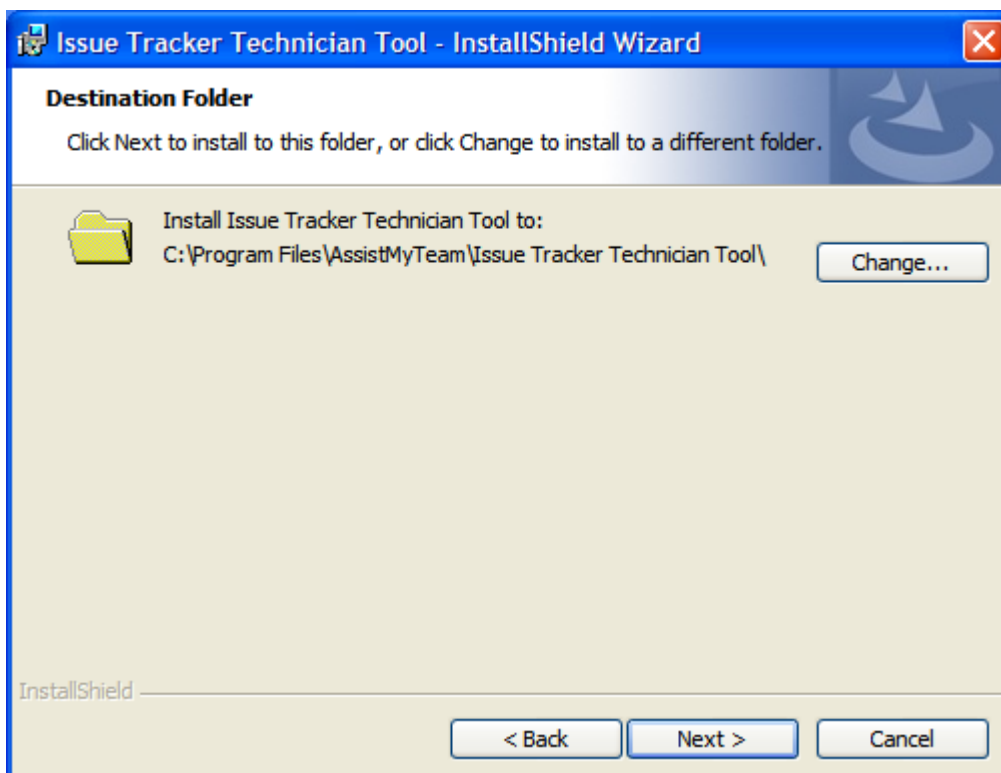 Issue Tracker Technician Tool - InstallShield Wizard
Destination Folder
Click Next to install to this folder, or click Change to install to a different folder.
Install Issue Tracker Technician Tool to:
C:\Program Files\AssistMyTeam\Issue Tracker Technician Tool\
Change...
InstallShield
< Back
Next >
Cancel